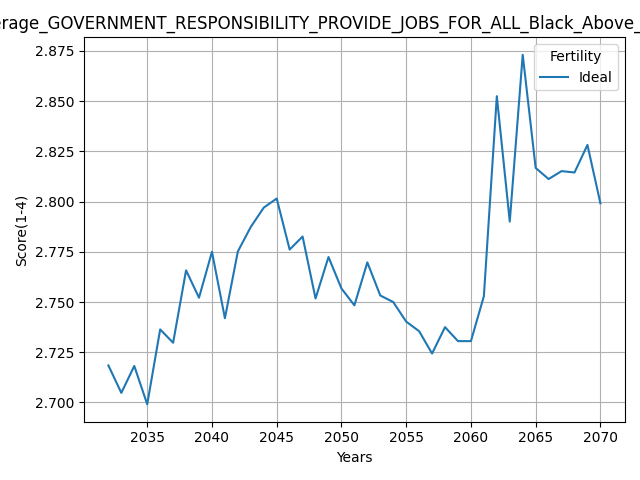 erage_GOVERNMENT_RESPONSIBILITY_PROVIDE_JOBS_FOR_ALL_Black_Above_
Fertility
Ideal
2.875
2.850
2.825
2.800
2.775
2.750
2.725
2.700
Score(1-4)
2035 2040 2045 2050 2055 2060 2065 2070
Years